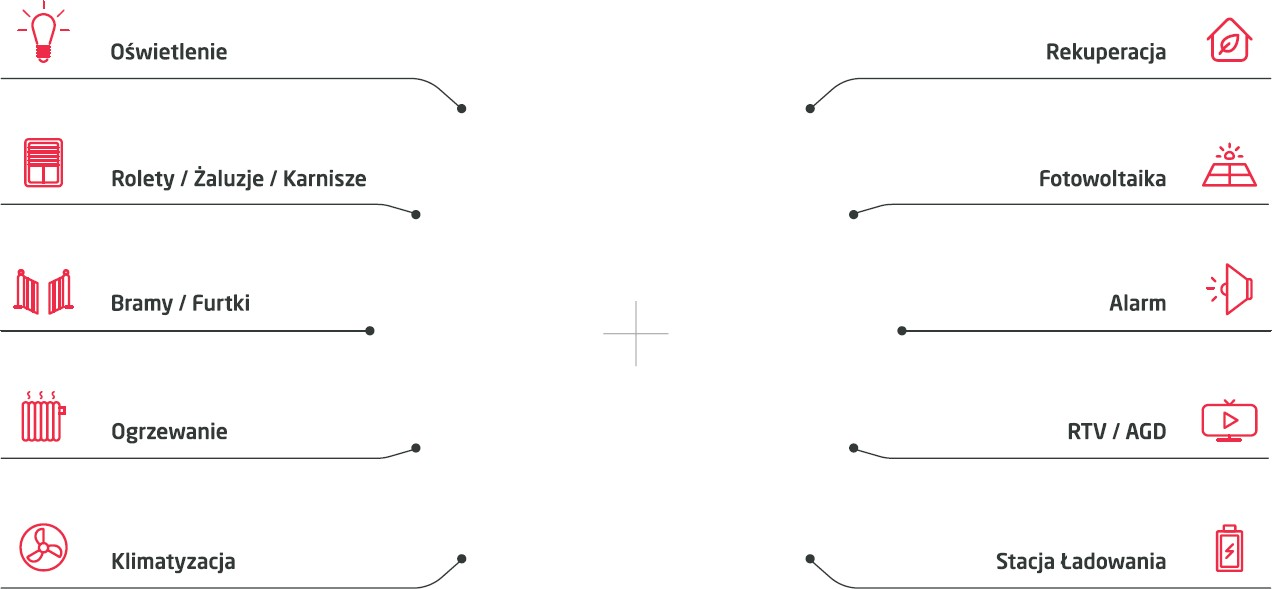 Oświetlenie
Rekuperacja
Rolety / Żaluzje / Karnisze
Fotowoltaika
Bramy / Furtki
Alarm
Ogrzewanie
RTV / AGD
Klimatyzacja
Stacja Ładowania